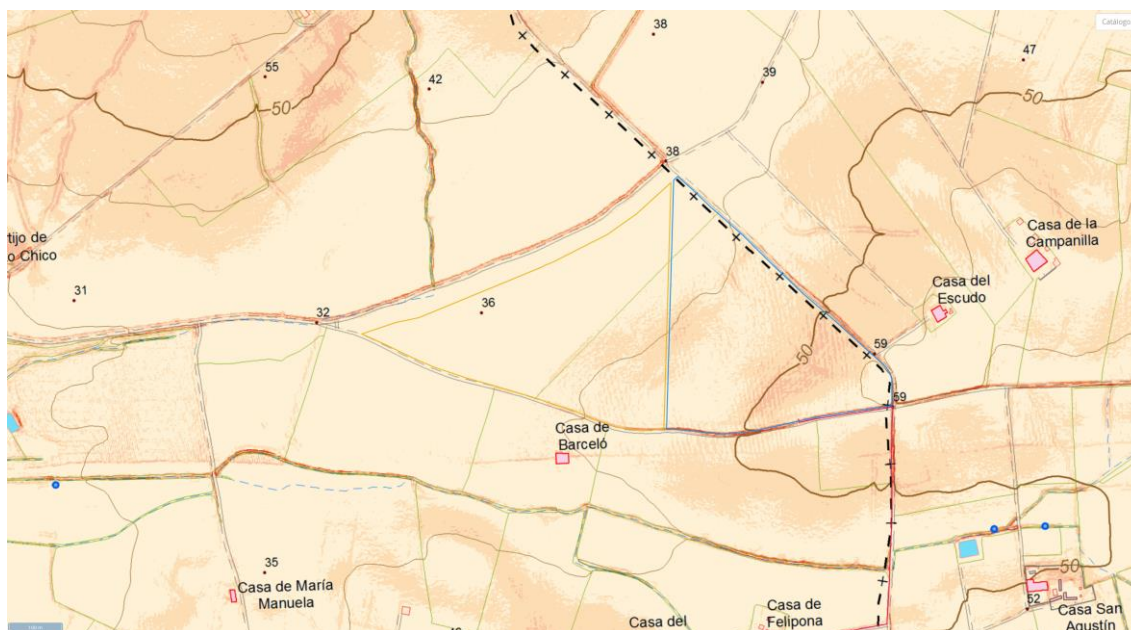 Catálogo
38
55
47
39
42
50
50
38
Casa de la
Campanilla
tijo de
o Chico
Casa del
Escudo
31
36
32
59
50
59
Casa de
Barceló
35
50
Casa de María
Manuela
52
Casa de
Felipona
Casa del
Casa San
Agustín